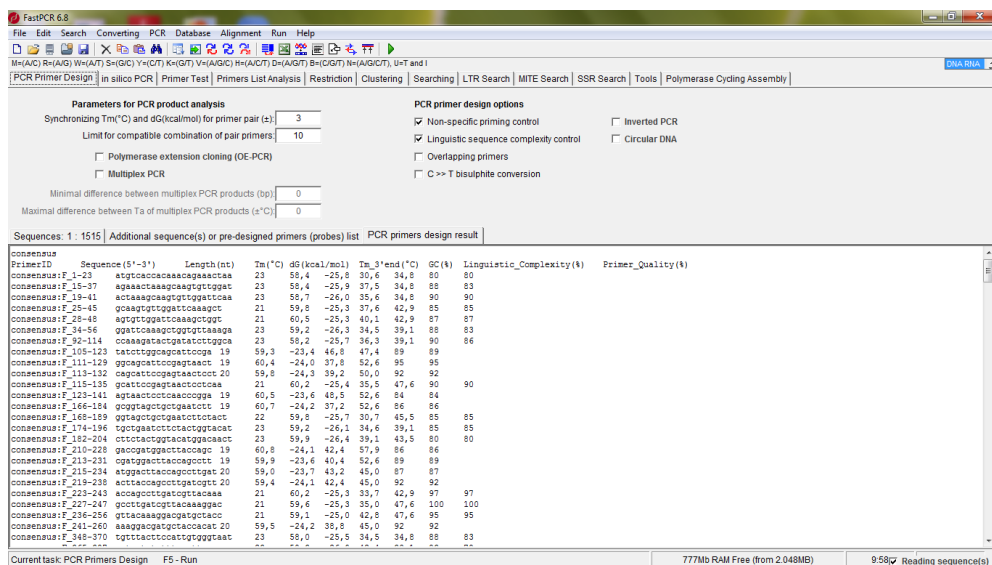 FastPCR 6.8
File Edit Search Converting PCR Database Alignment Run Help
M=(A/C) R=(A/G) W=(A/T) S=(G/C) Y=(C/T) K=(G/T) V=(A/G/C) H=(A/C/T) D=(A/G/T) B=(C/G/T) N=(A/G/C/T), U=T and I
DNA RNA
PCR Primer Design in silico PCR Primer Test Primers List Analysis Restriction Clustering Searching LTR Search MITE Search SSR Search Tools Polymerase Cycling Assembly
Parameters for PCR product analysis
Synchronizing Tm(°C) and dG(kcal/mol) for primer pair (±): 3
Limit for compatible combination of pair primers: 10
Polymerase extension cloning (OE-PCR)
Multiplex PCR
Minimal difference between multiplex PCR products (bp): 0
Maximal difference between Ta of multiplex PCR products (±°C): 0
PCR primer design options
Non-specific priming control Inverted PCR
Linguistic sequence complexity control Circular DNA
Overlapping primers
C >> T bisulphite conversion
Sequences: 1 : 1515 Additional sequence(s) or pre-designed primers (probes) list PCR primers design result
consensus
PrimerID Sequence(5'-3') Length(nt) Tm(°C) dG(kcal/mol) Tm_3'end(°C) GC(%) Linguistic_Complexity(%) Primer_Quality(%)
consensus:F_1-23 atgtcaccacaaacagaaactaa 23 58,4 -25,8 30,6 34,8 80 80
consensus:F_15-37 agaaactaaagcaagtgttggat 23 58,4 -25,9 37,5 34,8 88 83
consensus:F_19-41 actaaagcaagtgttggattcaa 23 58,7 -26,0 35,6 34,8 90 90
consensus:F_25-45 gcaagtgttggattcaaagct 21 59,8 -25,3 37,6 42,9 85 85
consensus:F_28-48 agtgttggattcaaagctggt 21 60,5 -25,3 40,1 42,9 87 87
consensus:F_34-56 ggattcaaagctggtgttaaaga 23 59,2 -26,3 34,5 39,1 88 83
consensus:F_92-114 ccaaagatactgatatcttggca 23 58,2 -25,7 36,3 39,1 90 86
consensus:F_105-123 tatcttggcagcattccga 19 59,3 -23,4 46,8 47,4 89 89
consensus:F_111-129 ggcagcattccgagtaact 19 60,4 -24,0 37,8 52,6 95 95
consensus:F_113-132 cagcattccgagtaactcct 20 59,8 -24,3 39,2 50,0 92 92
consensus:F_115-135 gcattccgagtaactcctcaa 21 60,2 -25,4 35,5 47,6 90 90
consensus:F_123-141 agtaactcctcaacccgga 19 60,5 -23,6 48,5 52,6 84 84
consensus:F_166-184 gcggtagctgctgaatctt 19 60,7 -24,2 37,2 52,6 86 86
consensus:F_168-189 ggtagctgctgaatcttctact 22 59,8 -25,7 30,7 45,5 85 85
consensus:F_174-196 tgctgaatcttctactggtacat 23 59,2 -26,1 34,6 39,1 85 85
consensus:F_182-204 cttctactggtacatggacaact 23 59,9 -26,4 39,1 43,5 80 80
consensus:F_210-228 gaccgatggacttaccagc 19 60,8 -24,1 42,4 57,9 86 86
consensus:F_213-231 cgatggacttaccagcctt 19 59,9 -23,6 40,4 52,6 89 89
consensus:F_215-234 atggacttaccagccttgat 20 59,0 -23,7 43,2 45,0 87 87
consensus:F_219-238 acttaccagccttgatcgtt 20 59,4 -24,1 42,4 45,0 92 92
consensus:F_223-243 accagccttgatcgttacaaa 21 60,2 -25,3 33,7 42,9 97 97
consensus:F_227-247 gccttgatcgttacaaaggac 21 59,6 -25,3 35,0 47,6 100 100
consensus:F_236-256 gttacaaaggacgatgctacc 21 59,1 -25,0 42,8 47,6 95 95
consensus:F_241-260 aaaggacgatgctaccacat 20 59,5 -24,2 38,8 45,0 92 92
consensus:F_348-370 tgtttacttccattgtgggtaat 23 58,0 -25,5 34,5 34,8 88 83
Current task: PCR Primers Design F5 - Run 777Mb RAM Free (from 2.048MB) 9:58 Reading sequence(s)